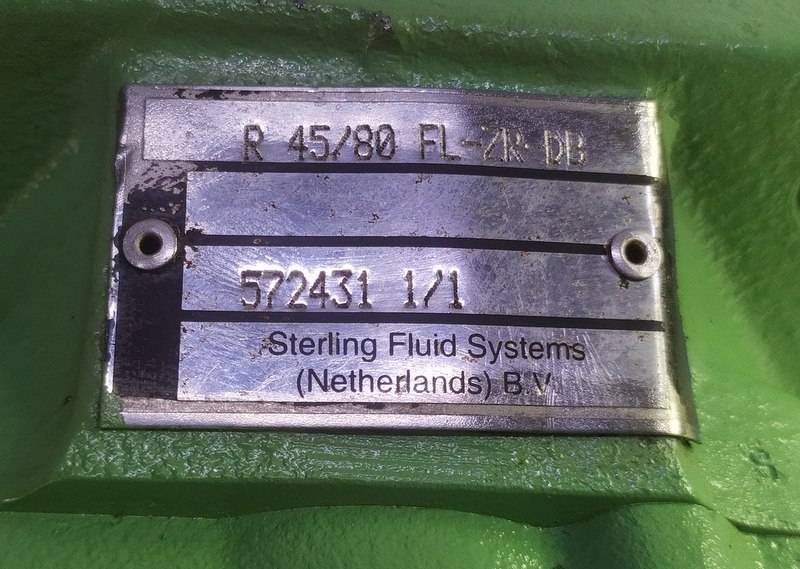 R 45/80 FL-ZR DB
572431 1/1
Sterling Fluid Systems
(Netherlands) B.V.